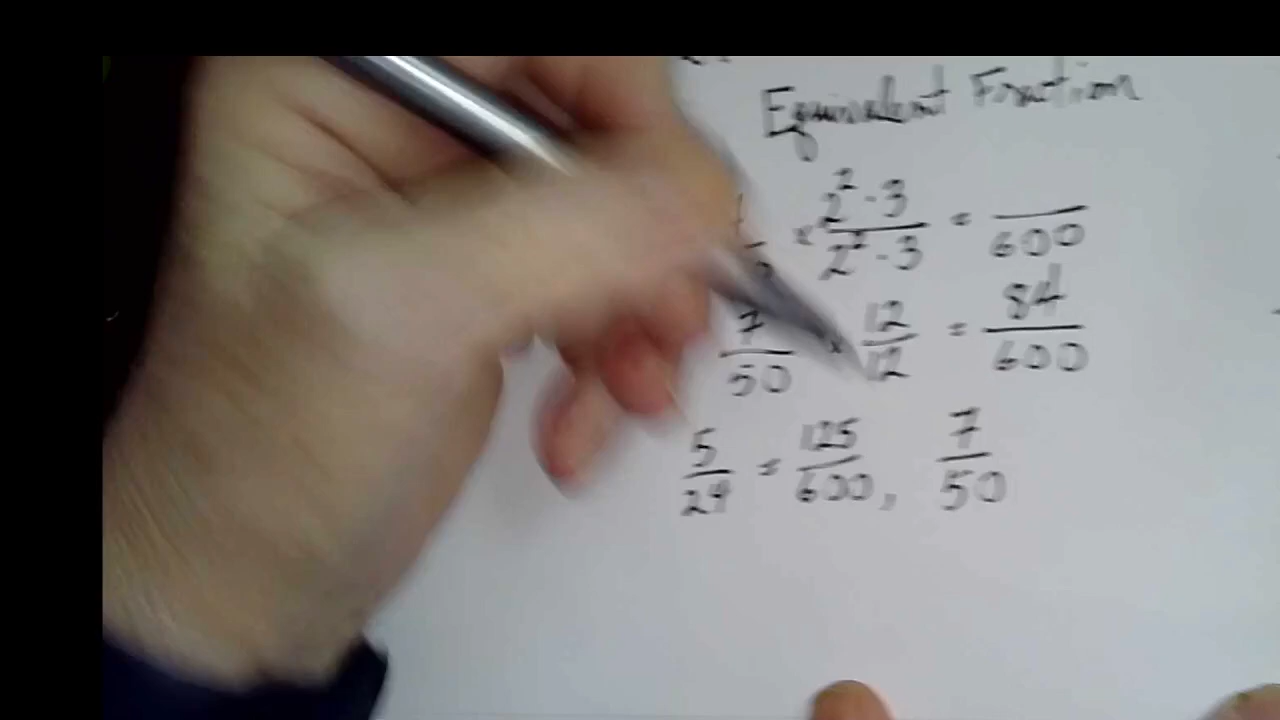 Equivalent Fraction
× 2² · 3 / 2² · 3 = / 600
7/50 × 12/12 = 84/600
5/24 = 125/600, 7/50